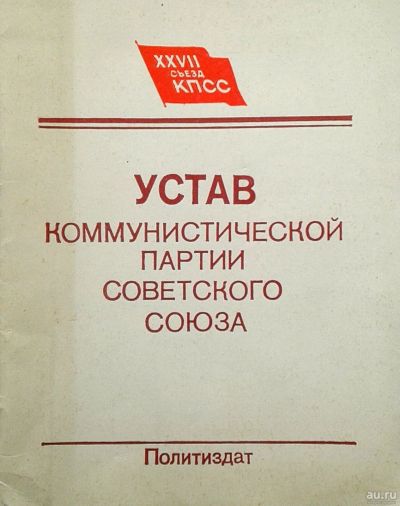 XXVII
СЪЕЗД
КПСС
УСТАВ
КОММУНИСТИЧЕСКОЙ
ПАРТИИ
СОВЕТСКОГО
СОЮЗА
Политиздат
au.ru